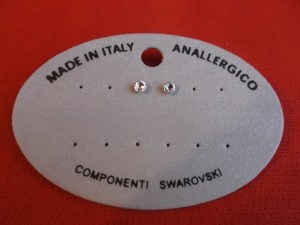 MADE IN ITALY ANALLERGICO
COMPONENTI SWAROVSKI